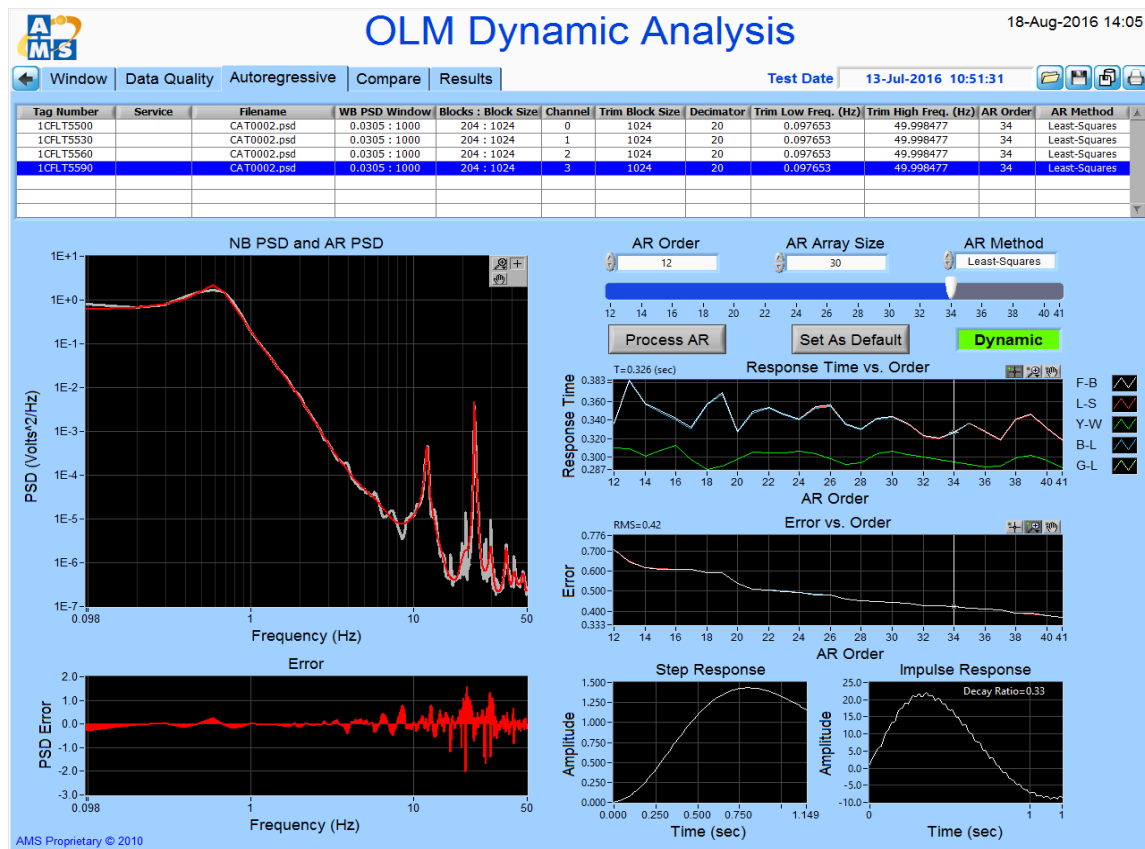 AMS
OLM Dynamic Analysis
18-Aug-2016 14:05
Window Data Quality Autoregressive Compare Results
Test Date 13-Jul-2016 10:51:31
Tag Number Service Filename WB PSD Window Blocks : Block Size Channel Trim Block Size Decimator Trim Low Freq. (Hz) Trim High Freq. (Hz) AR Order AR Method
1CFLT5500 CAT0002.psd 0.0305 : 1000 204 : 1024 0 1024 20 0.097653 49.998477 34 Least-Squares
1CFLT5530 CAT0002.psd 0.0305 : 1000 204 : 1024 1 1024 20 0.097653 49.998477 34 Least-Squares
1CFLT5560 CAT0002.psd 0.0305 : 1000 204 : 1024 2 1024 20 0.097653 49.998477 34 Least-Squares
1CFLT5590 CAT0002.psd 0.0305 : 1000 204 : 1024 3 1024 20 0.097653 49.998477 34 Least-Squares
NB PSD and AR PSD
1E+1
1E+0
1E-1
1E-2
1E-3
1E-4
1E-5
1E-6
1E-7
PSD (Volts^2/Hz)
0.098 1 10 50
Frequency (Hz)
Error
2.0
1.0
0.0
-1.0
-2.0
-3.0
PSD Error
0.098 1 10 50
Frequency (Hz)
AMS Proprietary © 2010
AR Order AR Array Size AR Method
12 30 Least-Squares
12 14 16 18 20 22 24 26 28 30 32 34 36 38 40 41
Process AR Set As Default Dynamic
T=0.326 (sec) Response Time vs. Order
0.383
0.360
0.340
0.320
0.300
0.287
Response Time
12 14 16 18 20 22 24 26 28 30 32 34 36 38 40 41
AR Order
F-B
L-S
Y-W
B-L
G-L
RMS=0.42 Error vs. Order
0.776
0.700
0.600
0.500
0.400
0.333
Error
12 14 16 18 20 22 24 26 28 30 32 34 36 38 40 41
AR Order
Step Response
1.500
1.250
1.000
0.750
0.500
0.250
0.000
Amplitude
0.000 0.250 0.500 0.750 1.149
Time (sec)
Impulse Response
Decay Ratio=0.33
25.0
20.0
15.0
10.0
5.0
0.0
-5.0
-10.0
Amplitude
0 1 1
Time (sec)